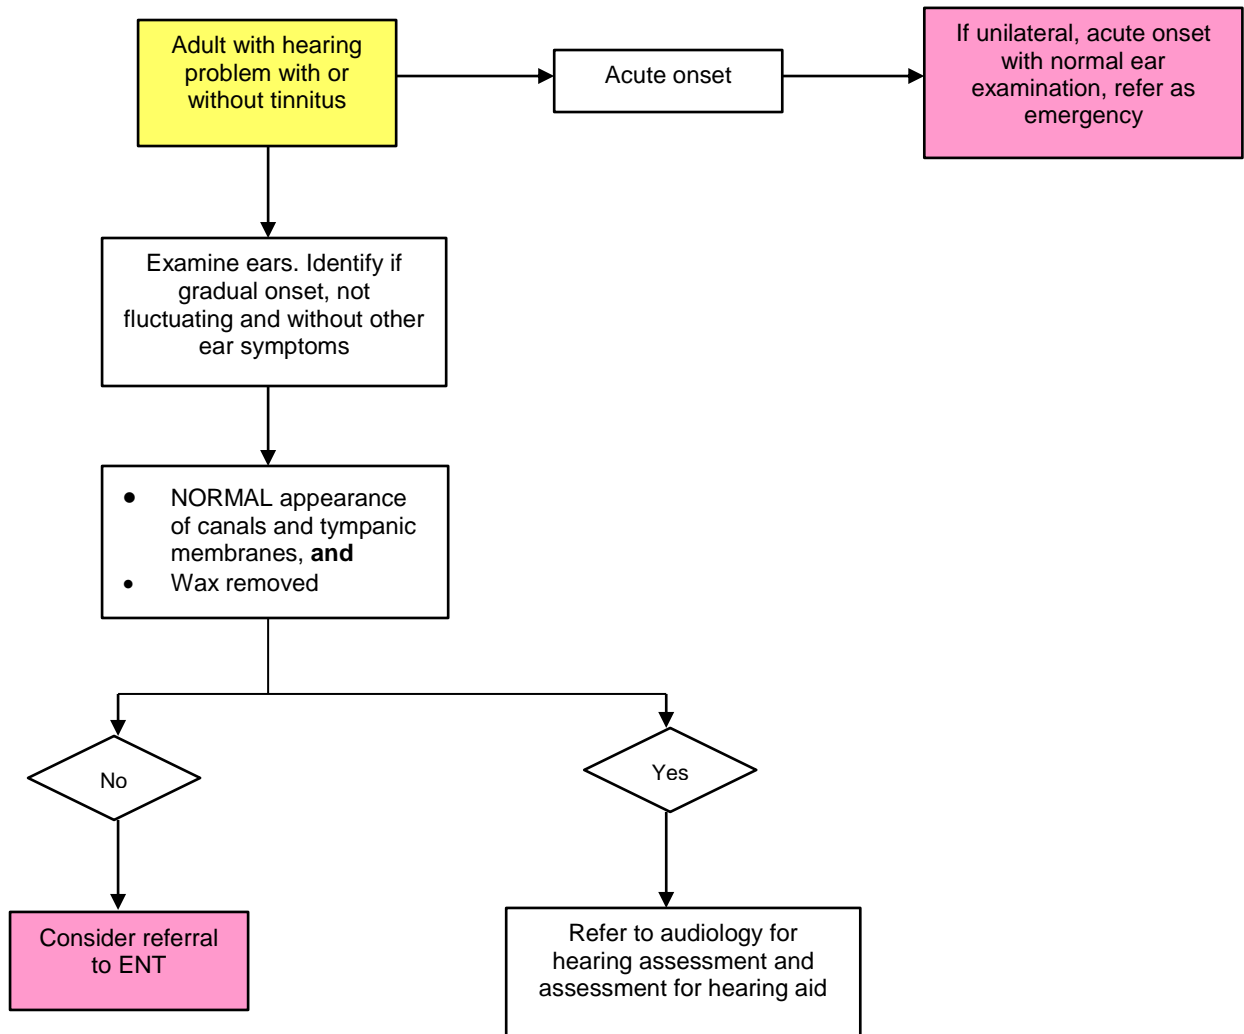 Adult with hearing
problem with or
without tinnitus
Acute onset
If unilateral, acute onset
with normal ear
examination, refer as
emergency
Examine ears. Identify if
gradual onset, not
fluctuating and without other
ear symptoms
• NORMAL appearance
of canals and tympanic
membranes, and
• Wax removed
No
Yes
Consider referral
to ENT
Refer to audiology for
hearing assessment and
assessment for hearing aid